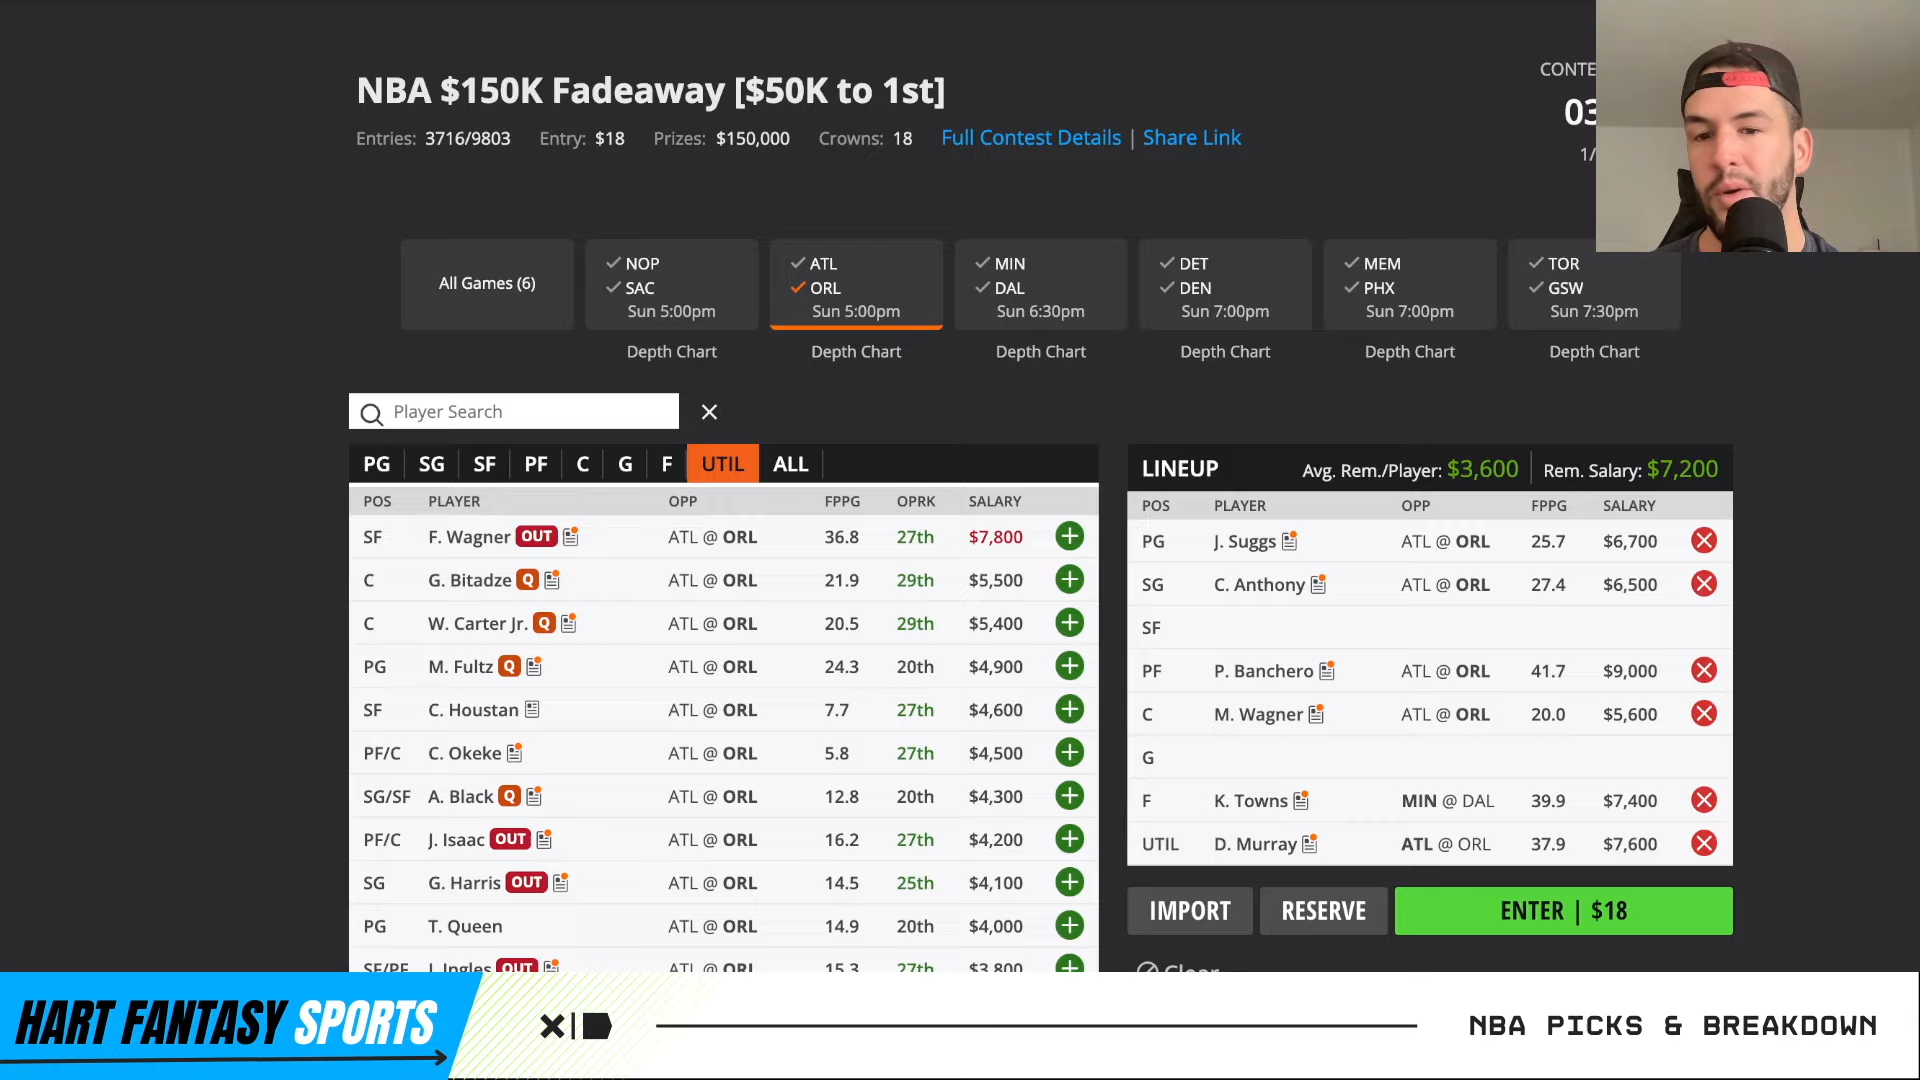 NBA $150K Fadeaway [$50K to 1st]
Entries: 3716/9803 Entry: $18 Prizes: $150,000 Crowns: 18 Full Contest Details | Share Link
CONTE
03
1/
All Games (6)
NOP
SAC
Sun 5:00pm
ATL
ORL
Sun 5:00pm
MIN
DAL
Sun 6:30pm
DET
DEN
Sun 7:00pm
MEM
PHX
Sun 7:00pm
TOR
GSW
Sun 7:30pm
Depth Chart Depth Chart Depth Chart Depth Chart Depth Chart Depth Chart
Player Search
PG SG SF PF C G F UTIL ALL
POS PLAYER OPP FPPG OPRK SALARY
SF F. Wagner OUT ATL @ ORL 36.8 27th $7,800
C G. Bitadze Q ATL @ ORL 21.9 29th $5,500
C W. Carter Jr. Q ATL @ ORL 20.5 29th $5,400
PG M. Fultz Q ATL @ ORL 24.3 20th $4,900
SF C. Houstan ATL @ ORL 7.7 27th $4,600
PF/C C. Okeke ATL @ ORL 5.8 27th $4,500
SG/SF A. Black Q ATL @ ORL 12.8 20th $4,300
PF/C J. Isaac OUT ATL @ ORL 16.2 27th $4,200
SG G. Harris OUT ATL @ ORL 14.5 25th $4,100
PG T. Queen ATL @ ORL 14.9 20th $4,000
SF/PF J. Ingles OUT ATL @ ORL 15.3 27th $3,800
LINEUP Avg. Rem./Player: $3,600 Rem. Salary: $7,200
POS PLAYER OPP FPPG SALARY
PG J. Suggs ATL @ ORL 25.7 $6,700
SG C. Anthony ATL @ ORL 27.4 $6,500
SF
PF P. Banchero ATL @ ORL 41.7 $9,000
C M. Wagner ATL @ ORL 20.0 $5,600
G
F K. Towns MIN @ DAL 39.9 $7,400
UTIL D. Murray ATL @ ORL 37.9 $7,600
IMPORT RESERVE ENTER | $18
Clear
HART FANTASY SPORTS
NBA PICKS & BREAKDOWN